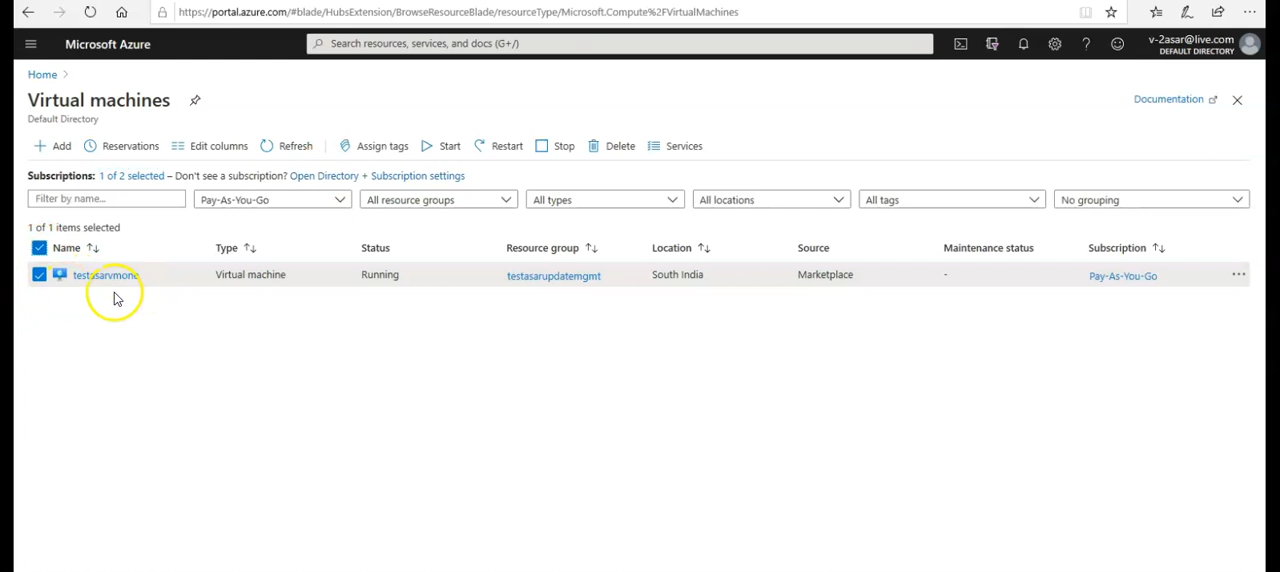 https://portal.azure.com/#blade/HubsExtension/BrowseResourceBlade/resourceType/Microsoft.Compute%2FVirtualMachines
Microsoft Azure Search resources, services, and docs (G+/) v-2asar@live.com
DEFAULT DIRECTORY
Home
Virtual machines Documentation
Default Directory
Add Reservations Edit columns Refresh Assign tags Start Restart Stop Delete Services
Subscriptions: 1 of 2 selected – Don't see a subscription? Open Directory + Subscription settings
Filter by name... Pay-As-You-Go All resource groups All types All locations All tags No grouping
1 of 1 items selected
Name Type Status Resource group Location Source Maintenance status Subscription
testasarvmone Virtual machine Running testasarupdatemgmt South India Marketplace - Pay-As-You-Go